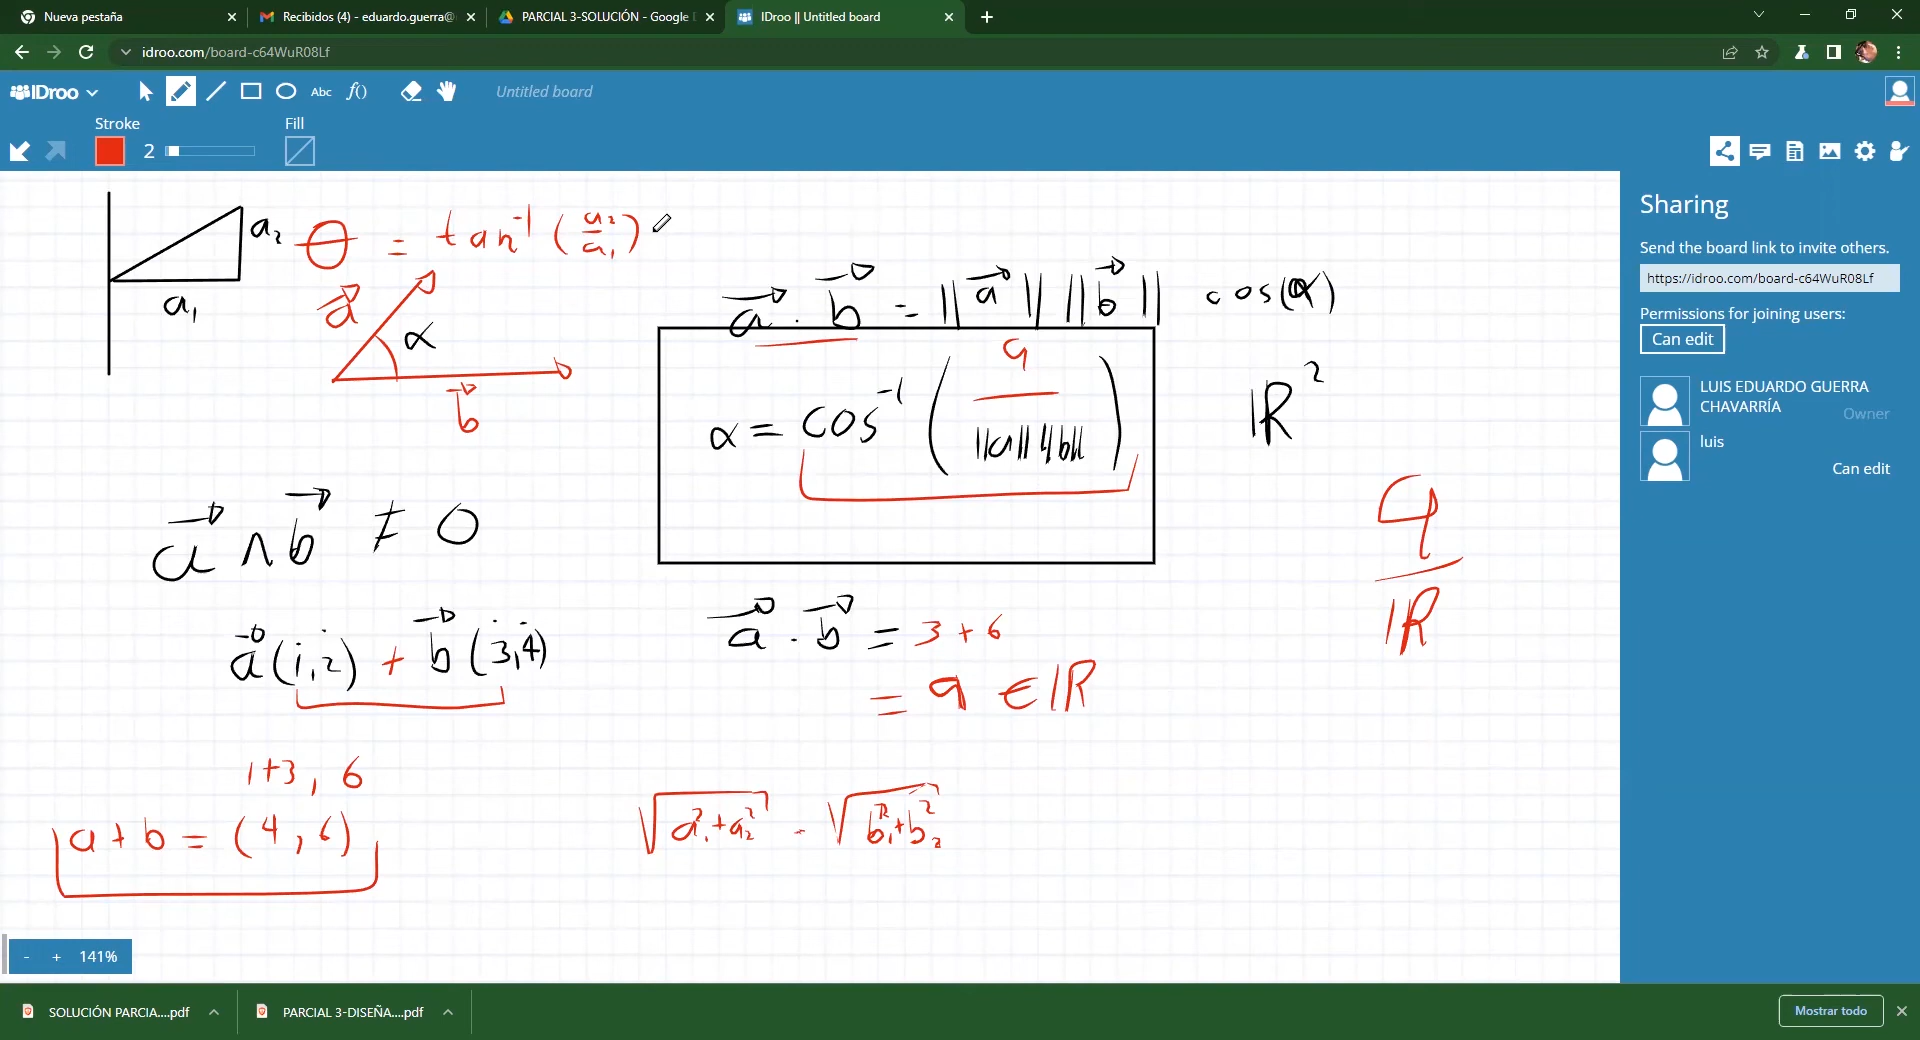 Nueva pestaña
Recibidos (4) - eduardo.guerra@
PARCIAL 3-SOLUCIÓN - Google
IDroo || Untitled board
idroo.com/board-c64WuR08Lf
IDroo
Abc
f()
Untitled board
Stroke
Fill
2
a₂
θ = tan⁻¹ (a₂/a₁)
a₁
a⃗
α
b⃗
a⃗ . b⃗ = ||a⃗|| ||b⃗|| cos(α)
α = cos⁻¹ (9 / ||a|| ||b||)
ℝ²
a⃗ ∧ b⃗ ≠ 0
9
ℝ
a⃗ (1,2) + b⃗ (3,4)
a⃗ . b⃗ = 3 + 6
= 9 ∈ ℝ
1+3, 6
a + b = (4, 6)
√a₁²+a₂² . √b₁²+b₂²
Sharing
Send the board link to invite others.
https://idroo.com/board-c64WuR08Lf
Permissions for joining users:
Can edit
LUIS EDUARDO GUERRA
CHAVARRÍA
Owner
luis
Can edit
- + 141%
SOLUCIÓN PARCIA....pdf
PARCIAL 3-DISEÑA....pdf
Mostrar todo